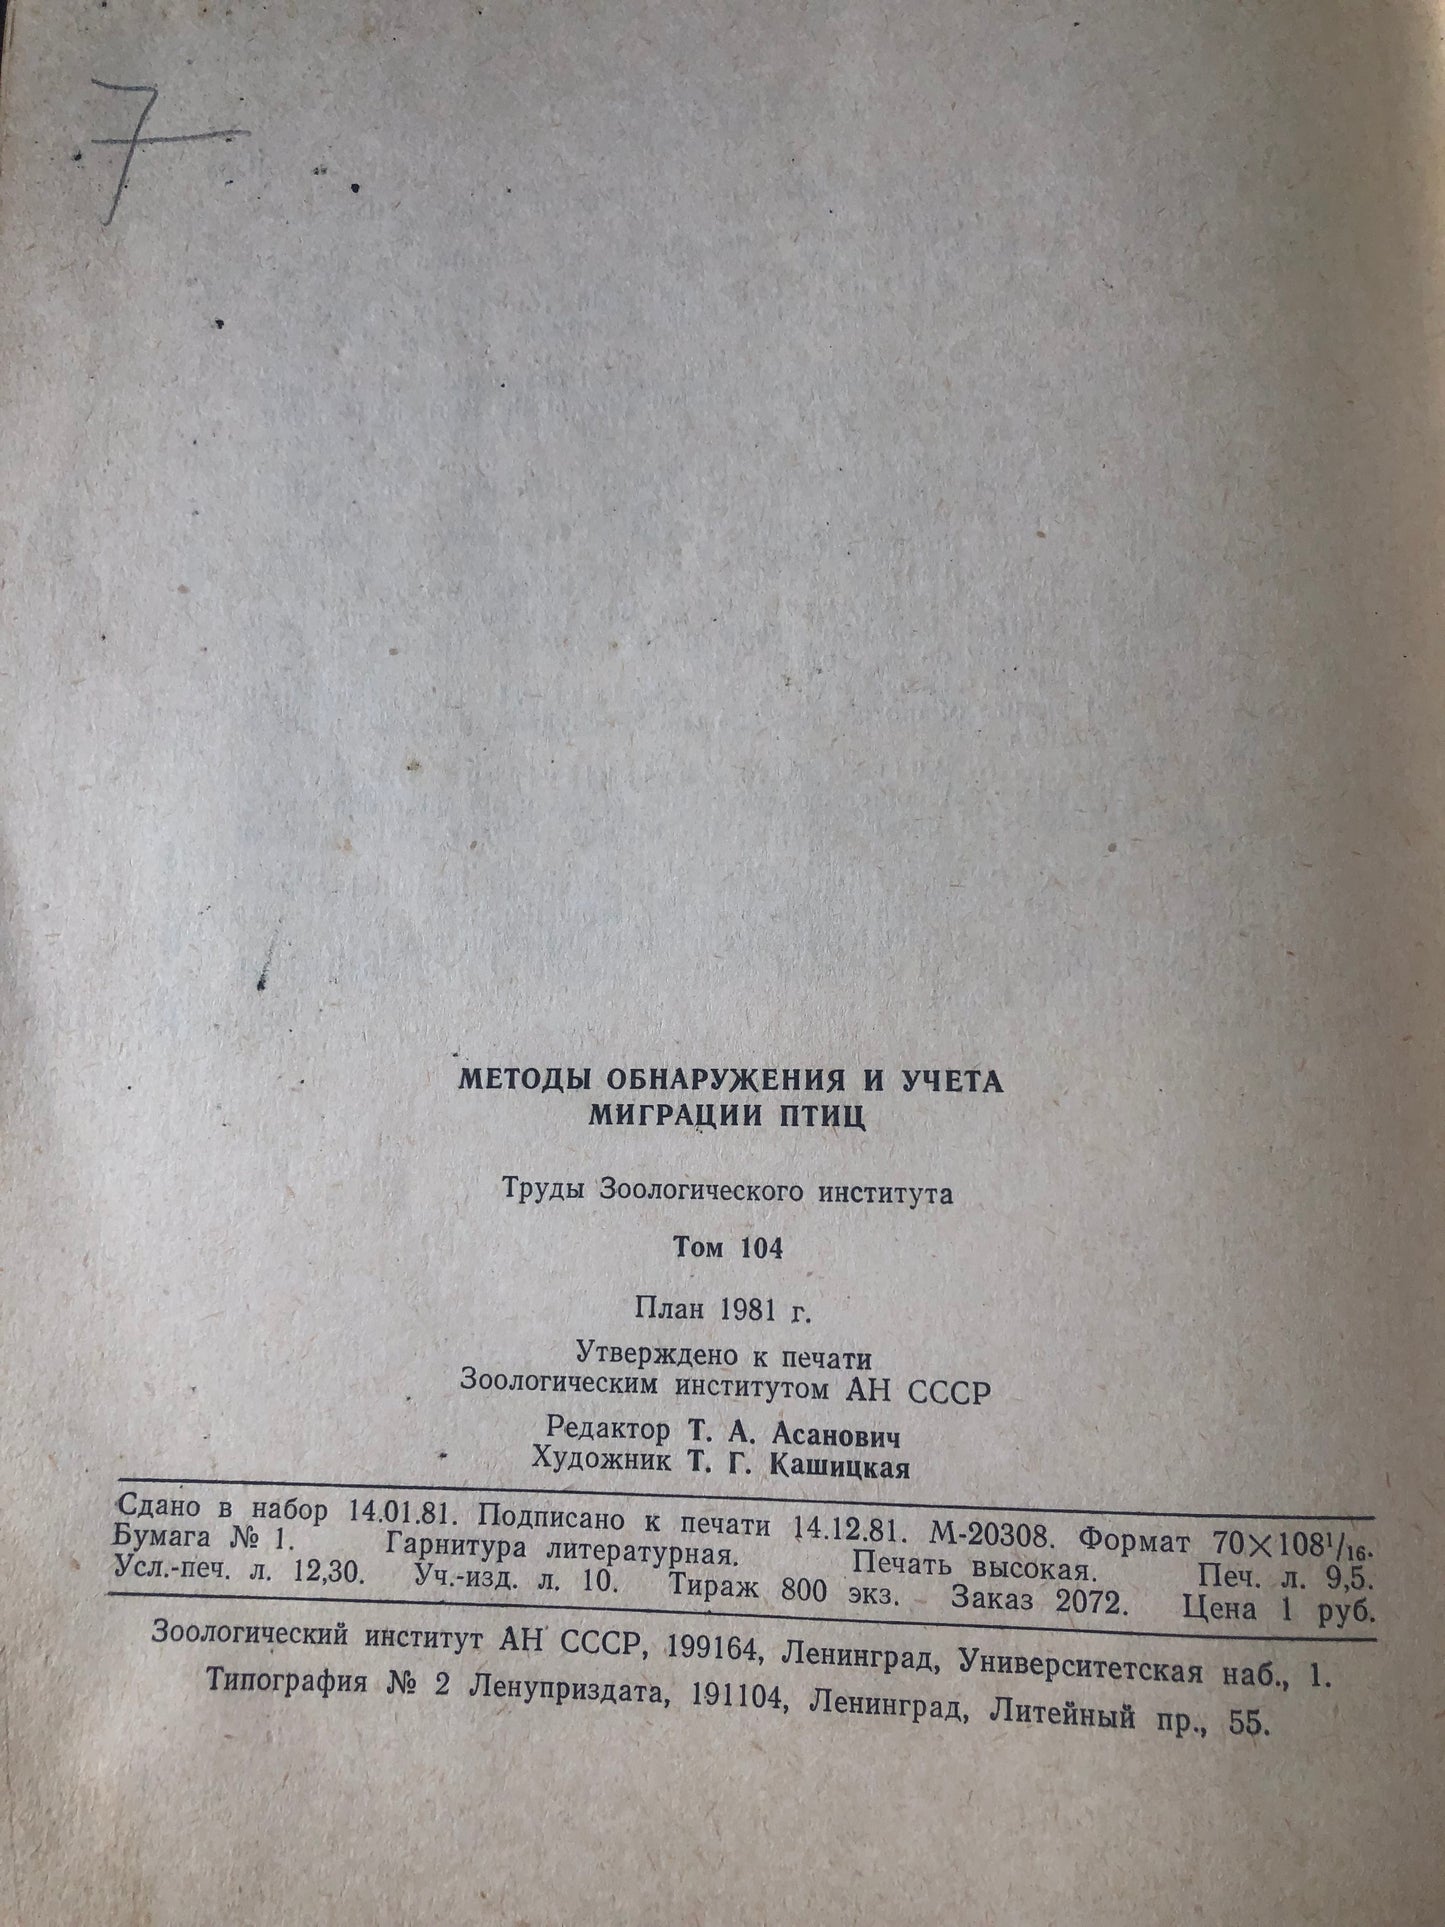 7
МЕТОДЫ ОБНАРУЖЕНИЯ И УЧЕТА
МИГРАЦИИ ПТИЦ
Труды Зоологического института
Том 104
План 1981 г.
Утверждено к печати
Зоологическим институтом АН СССР
Редактор Т. А. Асанович
Художник Т. Г. Кашицкая
Сдано в набор 14.01.81. Подписано к печати 14.12.81. М-20308. Формат 70×108¹/₁₆.
Бумага № 1. Гарнитура литературная. Печать высокая. Печ. л. 9,5.
Усл.-печ. л. 12,30. Уч.-изд. л. 10. Тираж 800 экз. Заказ 2072. Цена 1 руб.
Зоологический институт АН СССР, 199164, Ленинград, Университетская наб., 1.
Типография № 2 Ленуприздата, 191104, Ленинград, Литейный пр., 55.